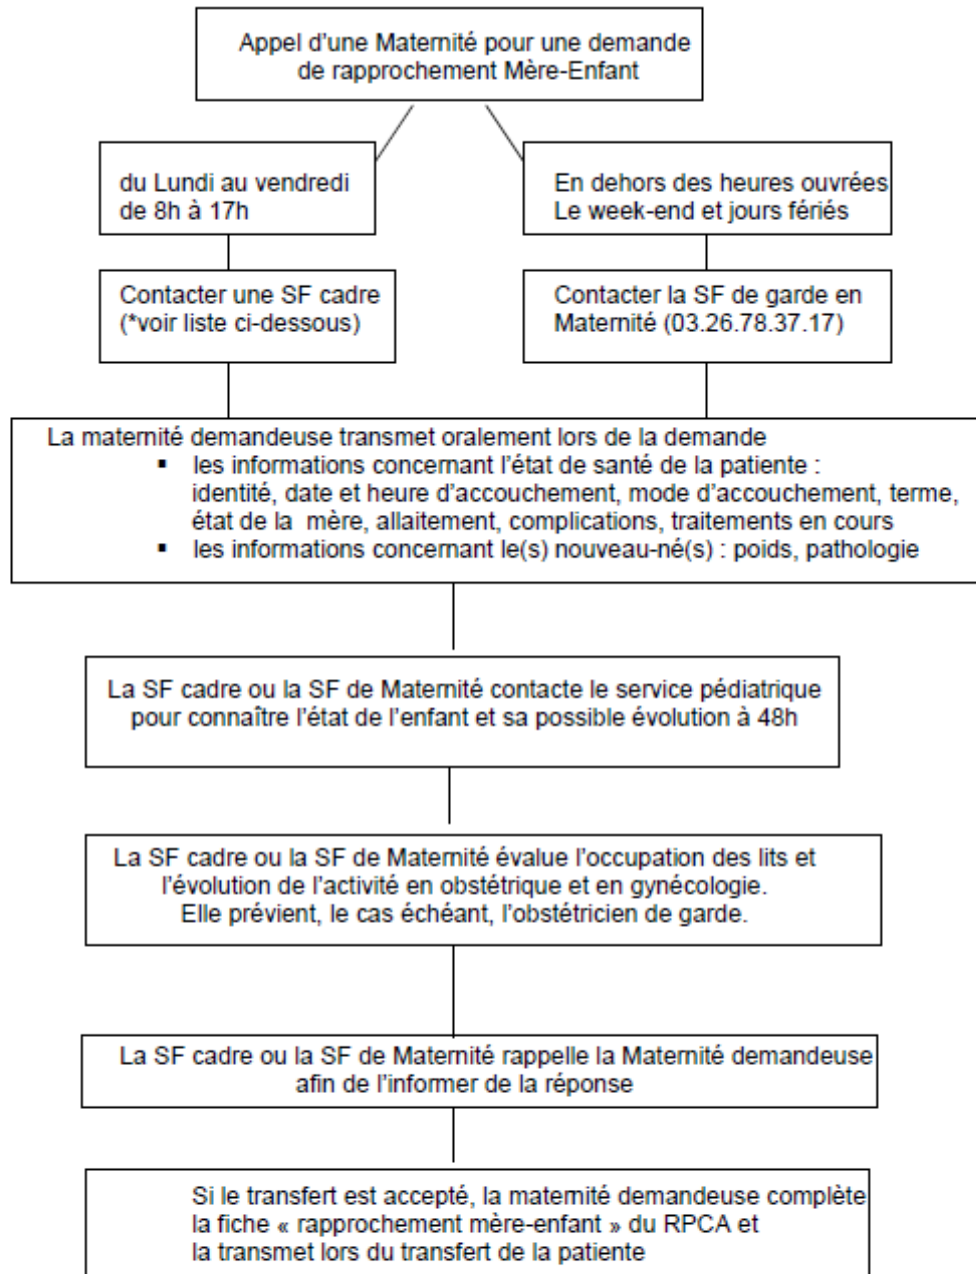 Appel d'une Maternité pour une demande
de rapprochement Mère-Enfant
du Lundi au vendredi
de 8h à 17h
En dehors des heures ouvrées
Le week-end et jours fériés
Contacter une SF cadre
(*voir liste ci-dessous)
Contacter la SF de garde en
Maternité (03.26.78.37.17)
La maternité demandeuse transmet oralement lors de la demande
▪ les informations concernant l'état de santé de la patiente :
identité, date et heure d'accouchement, mode d'accouchement, terme,
état de la mère, allaitement, complications, traitements en cours
▪ les informations concernant le(s) nouveau-né(s) : poids, pathologie
La SF cadre ou la SF de Maternité contacte le service pédiatrique
pour connaître l'état de l'enfant et sa possible évolution à 48h
La SF cadre ou la SF de Maternité évalue l'occupation des lits et
l'évolution de l'activité en obstétrique et en gynécologie.
Elle prévient, le cas échéant, l'obstétricien de garde.
La SF cadre ou la SF de Maternité rappelle la Maternité demandeuse
afin de l'informer de la réponse
Si le transfert est accepté, la maternité demandeuse complète
la fiche « rapprochement mère-enfant » du RPCA et
la transmet lors du transfert de la patiente